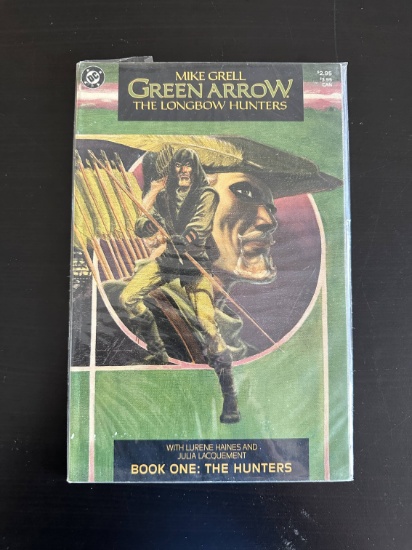 DC
MIKE GRELL
GREEN ARROW
THE LONGBOW HUNTERS
$2.95
CAN
WITH LURENE HAINES AND
JULIA LACQUEMENT
BOOK ONE: THE HUNTERS